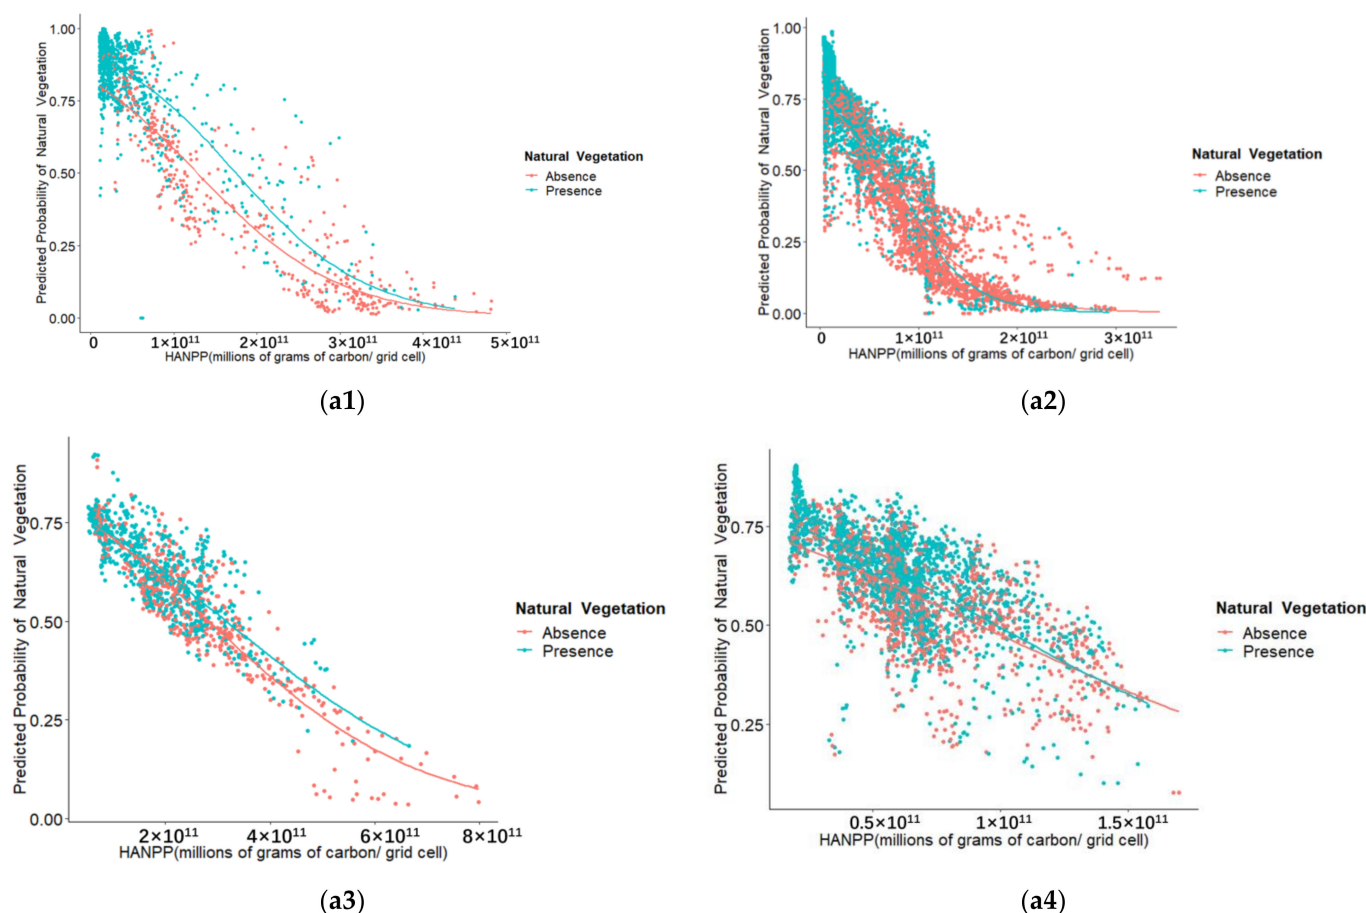 Predicted Probability of Natural Vegetation
1.00
0.75
0.50
0.25
0.00
0
1×10¹¹
2×10¹¹
3×10¹¹
4×10¹¹
5×10¹¹
HANPP(millions of grams of carbon/ grid cell)
Natural Vegetation
Absence
Presence
(a1)
Predicted Probability of Natural Vegetation
1.00
0.75
0.50
0.25
0.00
0
1×10¹¹
2×10¹¹
3×10¹¹
HANPP(millions of grams of carbon/ grid cell)
Natural Vegetation
Absence
Presence
(a2)
Predicted Probability of Natural Vegetation
0.75
0.50
0.25
0.00
2×10¹¹
4×10¹¹
6×10¹¹
8×10¹¹
HANPP(millions of grams of carbon/ grid cell)
Natural Vegetation
Absence
Presence
(a3)
Predicted Probability of Natural Vegetation
0.75
0.50
0.25
0.5×10¹¹
1×10¹¹
1.5×10¹¹
HANPP(millions of grams of carbon/ grid cell)
Natural Vegetation
Absence
Presence
(a4)